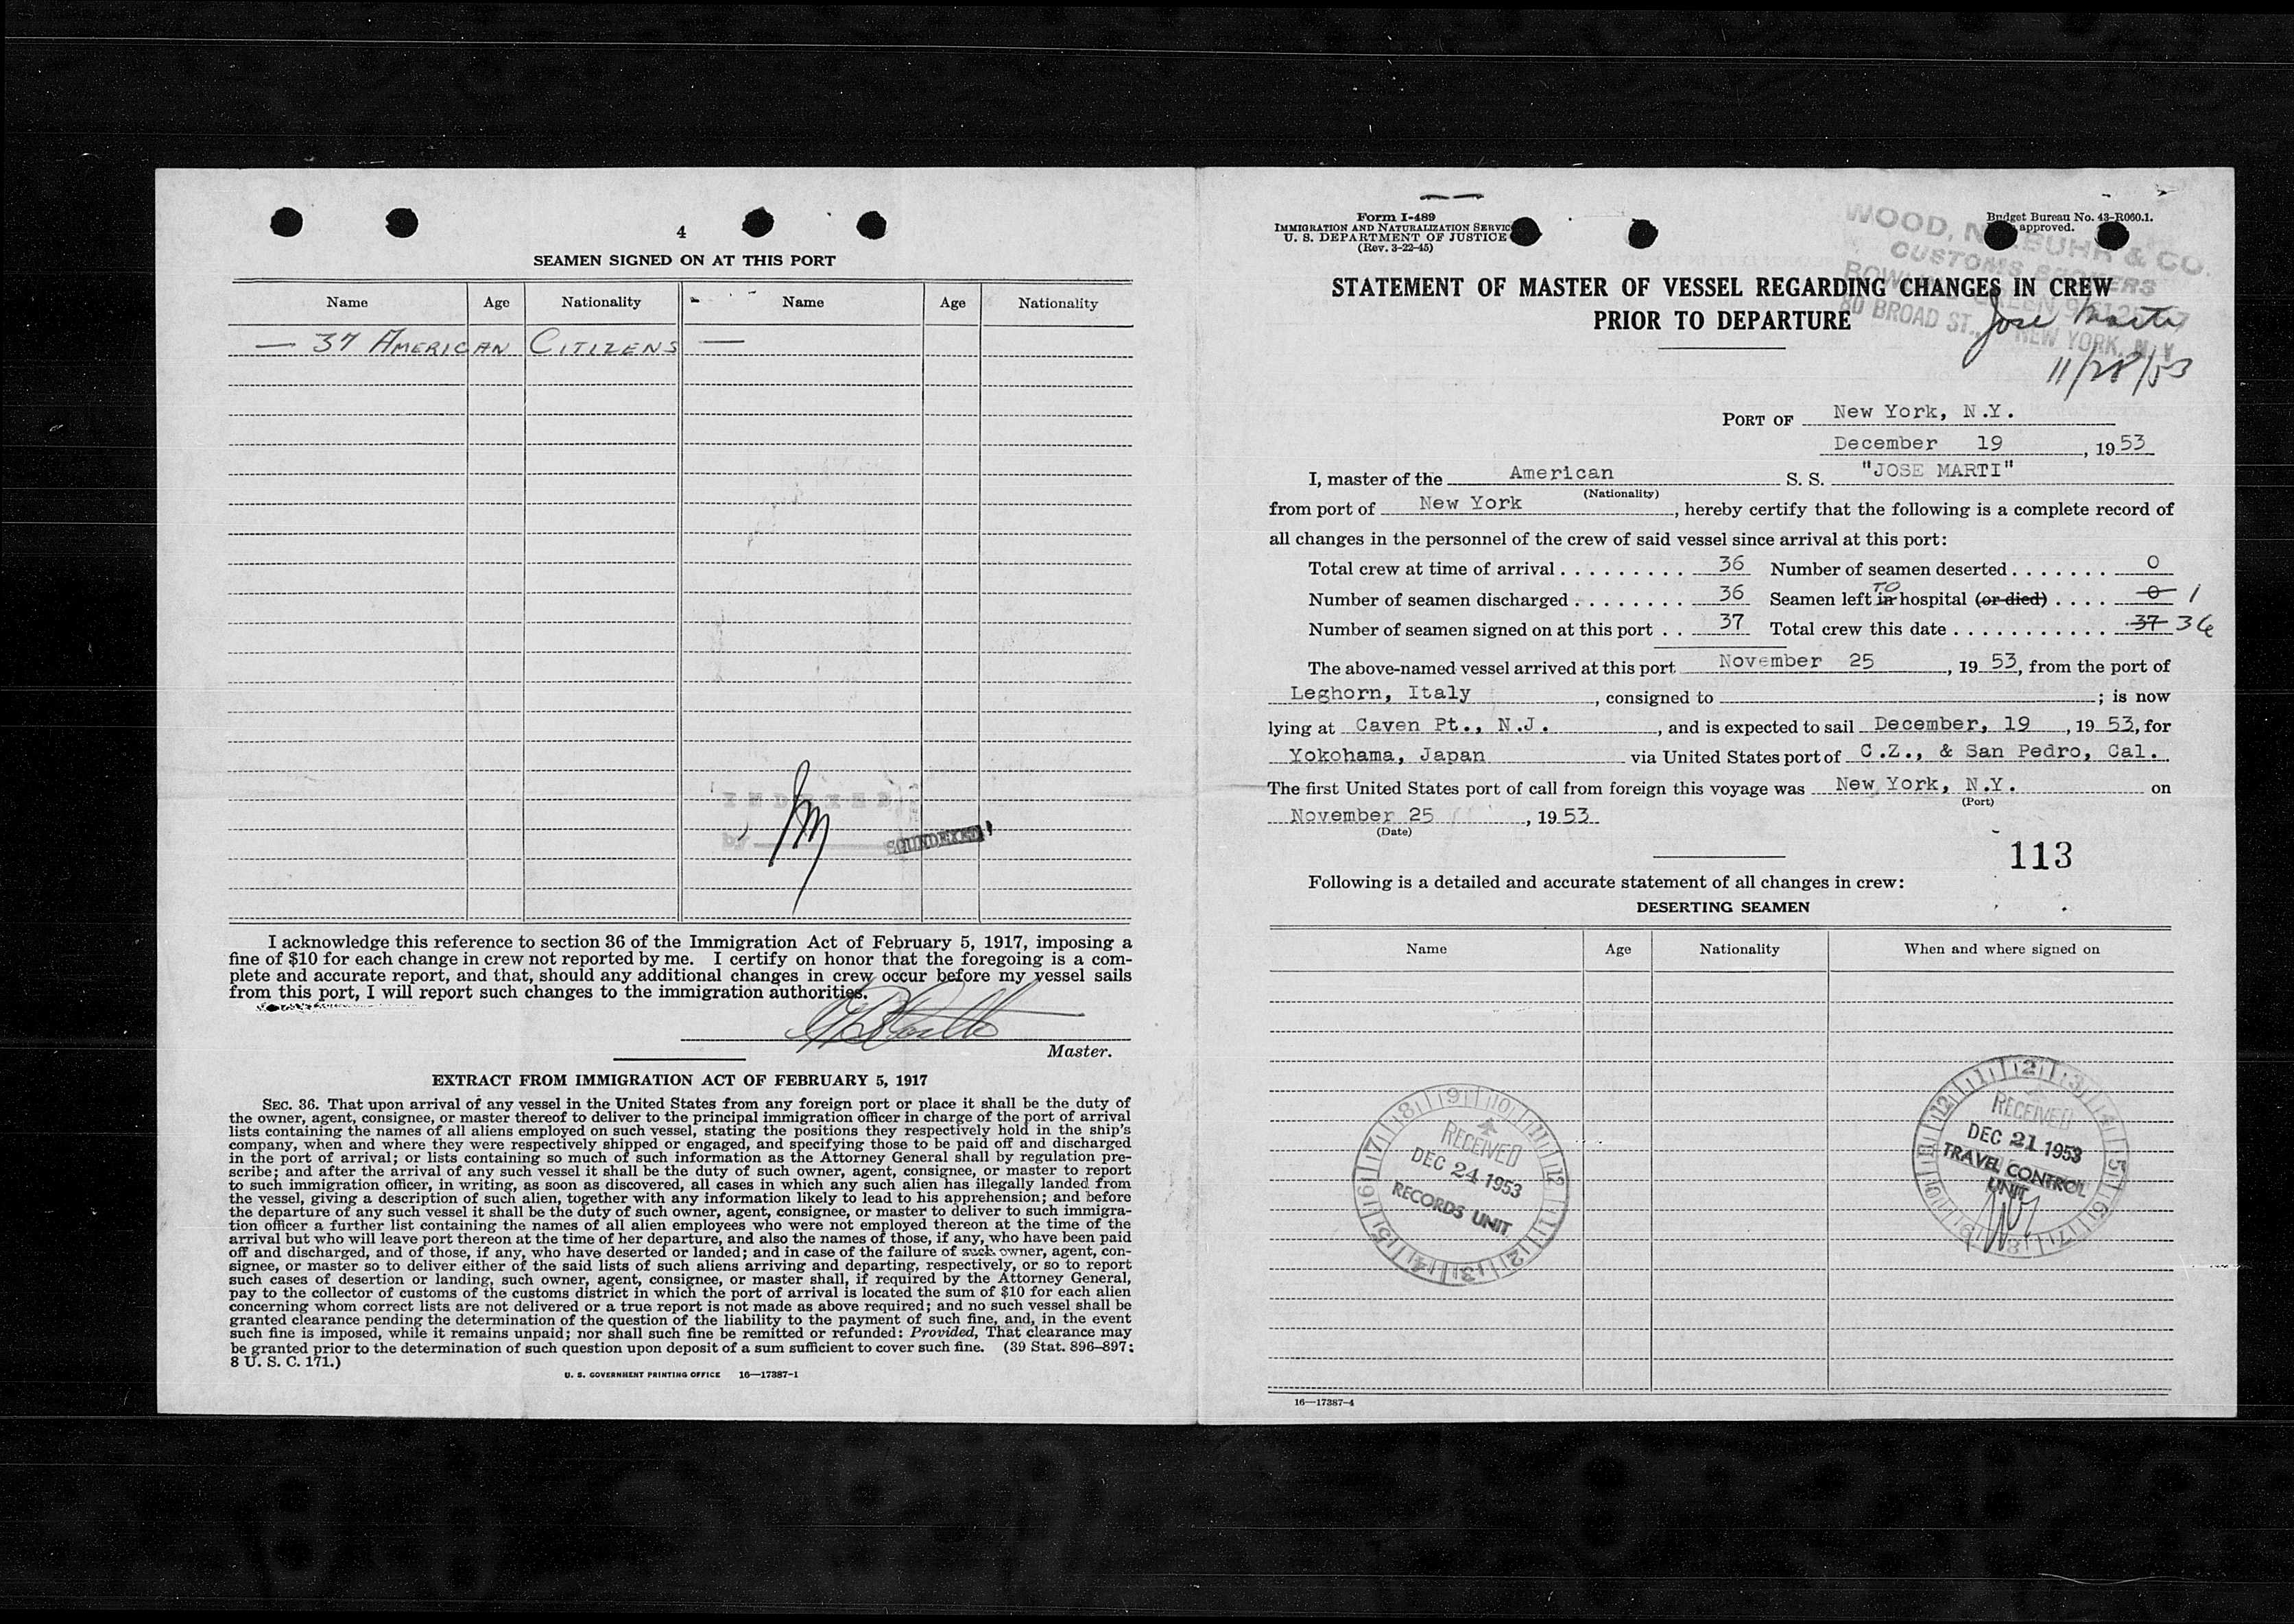 4
SEAMEN SIGNED ON AT THIS PORT
Name Age Nationality Name Age Nationality
— 37 AMERICAN CITIZENS —
I acknowledge this reference to section 36 of the Immigration Act of February 5, 1917, imposing a
fine of $10 for each change in crew not reported by me. I certify on honor that the foregoing is a com-
plete and accurate report, and that, should any additional changes in crew occur before my vessel sails
from this port, I will report such changes to the immigration authorities.
Master.
EXTRACT FROM IMMIGRATION ACT OF FEBRUARY 5, 1917
SEC. 36. That upon arrival of any vessel in the United States from any foreign port or place it shall be the duty of
the owner, agent, consignee, or master thereof to deliver to the principal immigration officer in charge of the port of arrival
lists containing the names of all aliens employed on such vessel, stating the positions they respectively hold in the ship's
company, when and where they were respectively shipped or engaged, and specifying those to be paid off and discharged
in the port of arrival; or lists containing so much of such information as the Attorney General shall by regulation pre-
scribe; and after the arrival of any such vessel it shall be the duty of such owner, agent, consignee, or master to report
to such immigration officer, in writing, as soon as discovered, all cases in which any such alien has illegally landed from
the vessel, giving a description of such alien, together with any information likely to lead to his apprehension; and before
the departure of any such vessel it shall be the duty of such owner, agent, consignee, or master to deliver to such immigra-
tion officer a further list containing the names of all alien employees who were not employed thereon at the time of the
arrival but who will leave port thereon at the time of her departure, and also the names of those, if any, who have been paid
off and discharged, and of those, if any, who have deserted or landed; and in case of the failure of such owner, agent, con-
signee, or master so to deliver either of the said lists of such aliens arriving and departing, respectively, or so to report
such cases of desertion or landing, such owner, agent, consignee, or master shall, if required by the Attorney General,
pay to the collector of customs of the customs district in which the port of arrival is located the sum of $10 for each alien
concerning whom correct lists are not delivered or a true report is not made as above required; and no such vessel shall be
granted clearance pending the determination of the question of the liability to the payment of such fine, and, in the event
such fine is imposed, while it remains unpaid; nor shall such fine be remitted or refunded: Provided, That clearance may
be granted prior to the determination of such question upon deposit of a sum sufficient to cover such fine. (39 Stat. 896–897;
8 U. S. C. 171.)
U. S. GOVERNMENT PRINTING OFFICE 16—17387-1
Form I-489
IMMIGRATION AND NATURALIZATION SERVICE
U. S. DEPARTMENT OF JUSTICE
(Rev. 3-22-45)
Budget Bureau No. 43-R060.1.
approved.
WOOD, & CO.
CUSTOMS BROKERS
BOWLING GREEN
80 BROAD ST., NEW YORK, N.Y.
STATEMENT OF MASTER OF VESSEL REGARDING CHANGES IN CREW
PRIOR TO DEPARTURE
Jose Marti
11/28/53
PORT OF New York, N.Y.
December 19, 1953
I, master of the American S. S. "JOSE MARTI"
(Nationality)
from port of New York, hereby certify that the following is a complete record of
all changes in the personnel of the crew of said vessel since arrival at this port:
Total crew at time of arrival . . . . . . . . . . 36 Number of seamen deserted . . . . . . . 0
Number of seamen discharged . . . . . . . . 36 Seamen left in TO hospital (or died) . . . . 0 1
Number of seamen signed on at this port . . 37 Total crew this date . . . . . . . . . . . . 37 36
The above-named vessel arrived at this port November 25, 1953, from the port of
Leghorn, Italy, consigned to ; is now
lying at Caven Pt., N.J., and is expected to sail December, 19, 1953, for
Yokohama, Japan via United States port of C.Z., & San Pedro, Cal.
The first United States port of call from foreign this voyage was New York, N.Y. on
(Port)
November 25, 1953
(Date)
113
Following is a detailed and accurate statement of all changes in crew:
DESERTING SEAMEN
Name Age Nationality When and where signed on
RECEIVED
DEC 24 1953
RECORDS UNIT
RECEIVED
DEC 21 1953
TRAVEL CONTROL
UNIT
16—17387-4